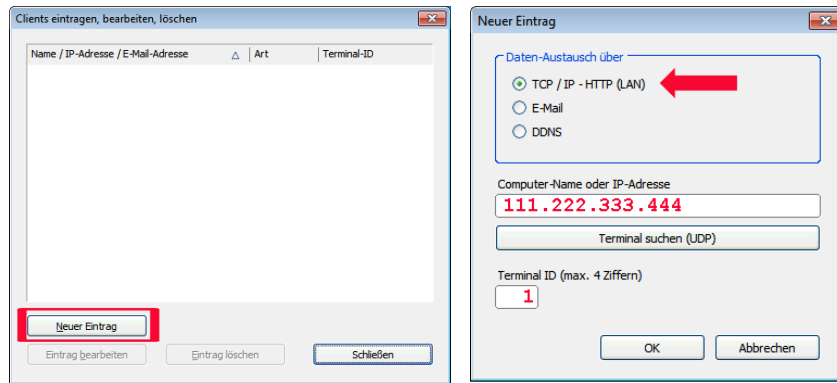 Clients eintragen, bearbeiten, löschen
Name / IP-Adresse / E-Mail-Adresse Art Terminal-ID
Neuer Eintrag
Eintrag bearbeiten Eintrag löschen Schließen
Neuer Eintrag
Daten-Austausch über
TCP / IP - HTTP (LAN)
E-Mail
DDNS
Computer-Name oder IP-Adresse
111.222.333.444
Terminal suchen (UDP)
Terminal ID (max. 4 Ziffern)
1
OK Abbrechen